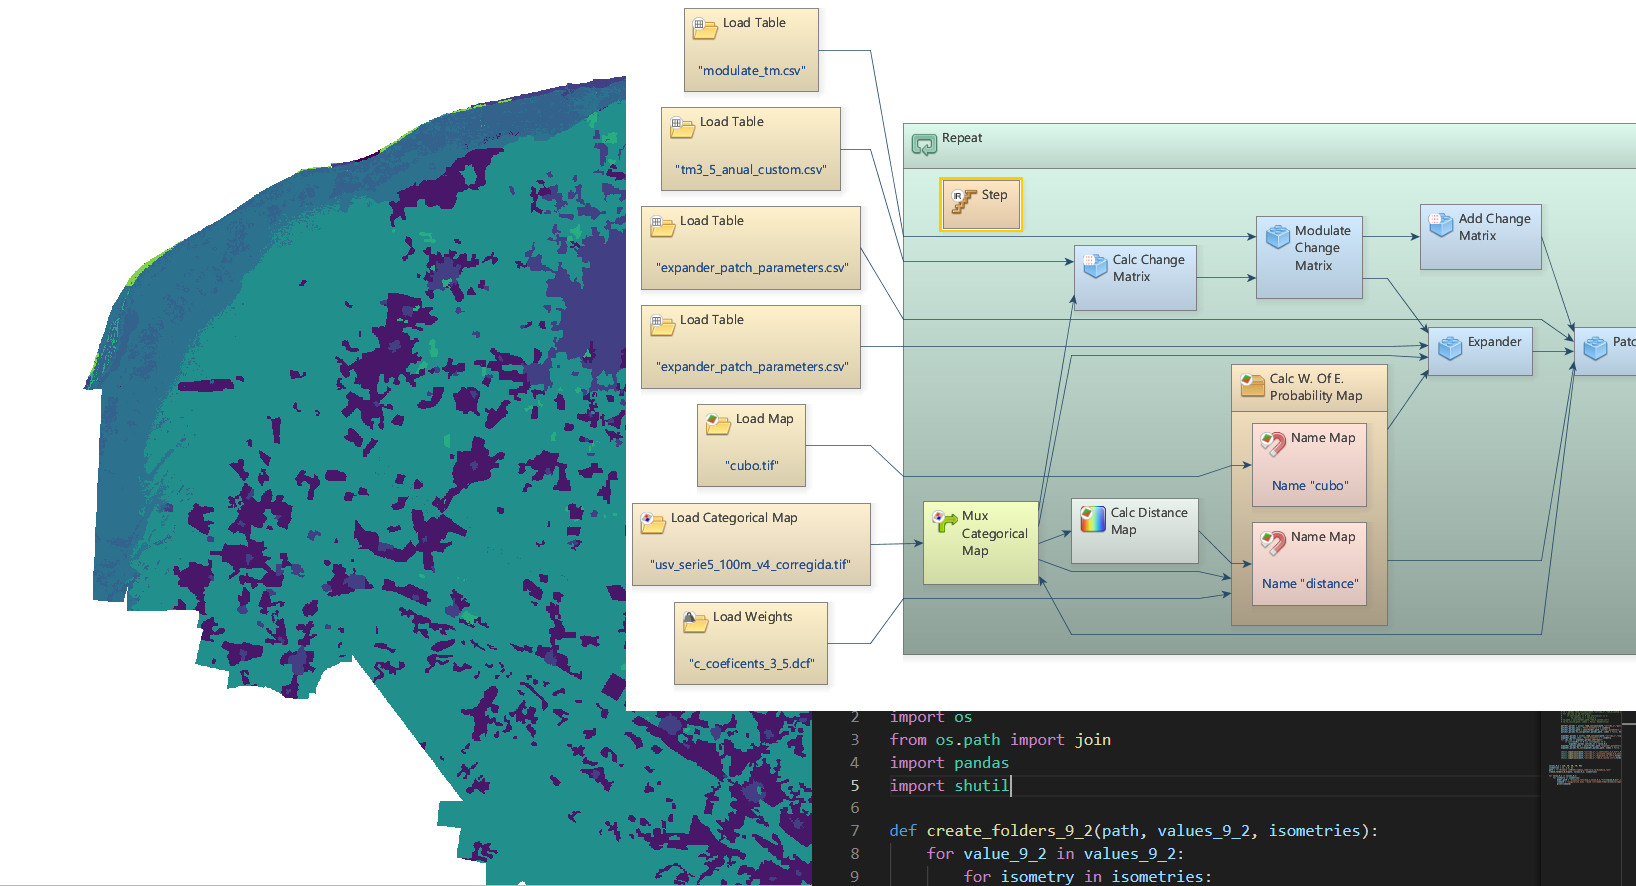 Load Table
"modulate_tm.csv"
Load Table
"tm3_5_anual_custom.csv"
Load Table
"expander_patch_parameters.csv"
Load Table
"expander_patch_parameters.csv"
Load Map
"cubo.tif"
Load Categorical Map
"usv_serie5_100m_v4_corregida.tif"
Load Weights
"c_coeficents_3_5.dcf"
Repeat
IR
Step
Calc Change
Matrix
Modulate
Change
Matrix
Add Change
Matrix
Expander
Patc
Calc W. Of E.
Probability Map
Name Map
Name "cubo"
Name Map
Name "distance"
Mux
Categorical
Map
Calc Distance
Map
2 import os
3 from os.path import join
4 import pandas
5 import shutil
6
7 def create_folders_9_2(path, values_9_2, isometries):
8 for value_9_2 in values_9_2:
9 for isometry in isometries: